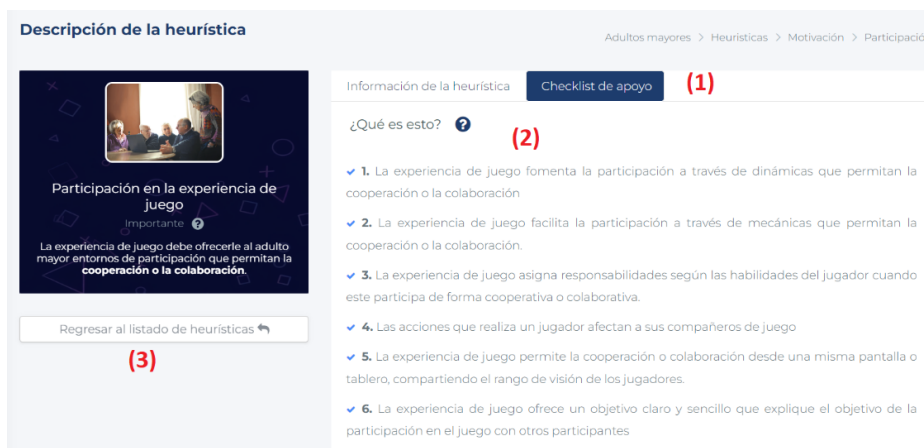 Descripción de la heurística
Adultos mayores > Heurísticas > Motivación > Participació
Información de la heurística
Checklist de apoyo
(1)
¿Qué es esto?
(2)
Participación en la experiencia de
juego
Importante
La experiencia de juego debe ofrecerle al adulto
mayor entornos de participación que permitan la
cooperación o la colaboración.
Regresar al listado de heurísticas
(3)
1. La experiencia de juego fomenta la participación a través de dinámicas que permitan la
cooperación o la colaboración
2. La experiencia de juego facilita la participación a través de mecánicas que permitan la
cooperación o la colaboración.
3. La experiencia de juego asigna responsabilidades según las habilidades del jugador cuando
este participa de forma cooperativa o colaborativa.
4. Las acciones que realiza un jugador afectan a sus compañeros de juego
5. La experiencia de juego permite la cooperación o colaboración desde una misma pantalla o
tablero, compartiendo el rango de visión de los jugadores.
6. La experiencia de juego ofrece un objetivo claro y sencillo que explique el objetivo de la
participación en el juego con otros participantes